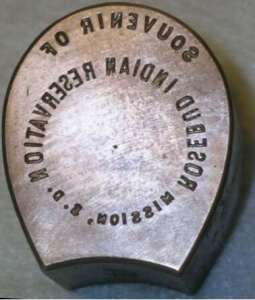 SOUVENIR OF
ROSEBUD INDIAN RESERVATION
MISSION, S.D.